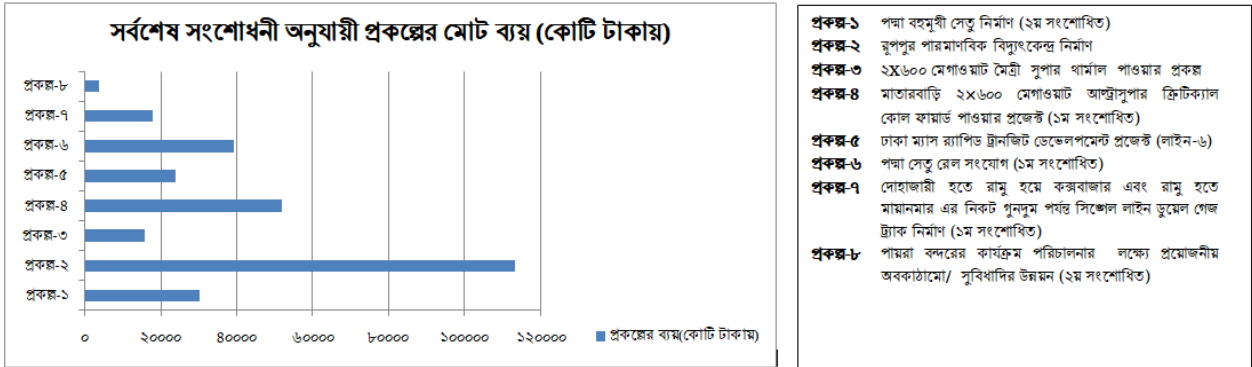 সর্বশেষ সংশোধনী অনুযায়ী প্রকল্পের মোট ব্যয় (কোটি টাকায়)
প্রকল্প-৮
প্রকল্প-৭
প্রকল্প-৬
প্রকল্প-৫
প্রকল্প-৪
প্রকল্প-৩
প্রকল্প-২
প্রকল্প-১
০ ২০০০০ ৪০০০০ ৬০০০০ ৮০০০০ ১০০০০০ ১২০০০০
প্রকল্পের ব্যয়(কোটি টাকায়)
প্রকল্প-১ পদ্মা বহুমূখী সেতু নির্মাণ (২য় সংশোধিত)
প্রকল্প-২ রূপপুর পারমাণবিক বিদ্যুৎকেন্দ্র নির্মাণ
প্রকল্প-৩ ২X৬০০ মেগাওয়াট মৈত্রী সুপার থার্মাল পাওয়ার প্রকল্প
প্রকল্প-৪ মাতারবাড়ি ২×৬০০ মেগাওয়াট আল্ট্রাসুপার ক্রিটিক্যাল
কোল ফায়ার্ড পাওয়ার প্রজেক্ট (১ম সংশোধিত)
প্রকল্প-৫ ঢাকা ম্যাস র‍্যাপিড ট্রানজিট ডেভেলপমেন্ট প্রজেক্ট (লাইন-৬)
প্রকল্প-৬ পদ্মা সেতু রেল সংযোগ (১ম সংশোধিত)
প্রকল্প-৭ দোহাজারী হতে রামু হয়ে কক্সবাজার এবং রামু হতে
মায়ানমার এর নিকট গুনদুম পর্যন্ত সিঙ্গেল লাইন ডুয়েল গেজ
ট্র্যাক নির্মাণ (১ম সংশোধিত)
প্রকল্প-৮ পায়রা বন্দরের কার্যক্রম পরিচালনার লক্ষ্যে প্রয়োজনীয়
অবকাঠামো/ সুবিধাদির উন্নয়ন (২য় সংশোধিত)